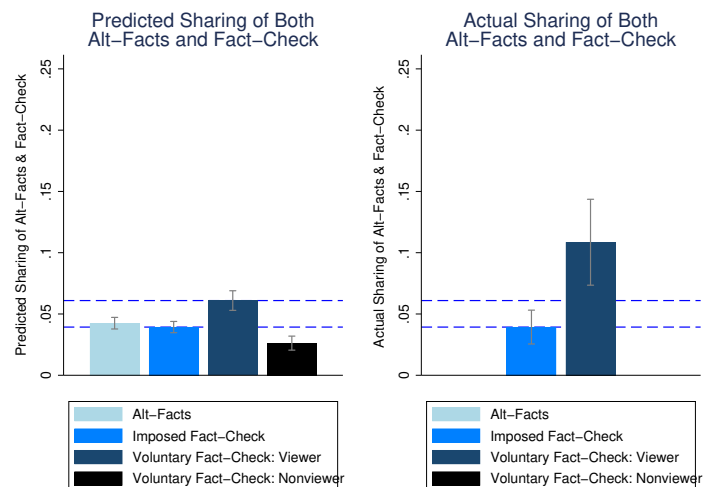 Predicted Sharing of Both
Alt−Facts and Fact−Check
Predicted Sharing of Alt−Facts & Fact−Check
.25
.2
.15
.1
.05
0
Alt−Facts
Imposed Fact−Check
Voluntary Fact−Check: Viewer
Voluntary Fact−Check: Nonviewer
Actual Sharing of Both
Alt−Facts and Fact−Check
Actual Sharing of Alt−Facts & Fact−Check
.25
.2
.15
.1
.05
0
Alt−Facts
Imposed Fact−Check
Voluntary Fact−Check: Viewer
Voluntary Fact−Check: Nonviewer